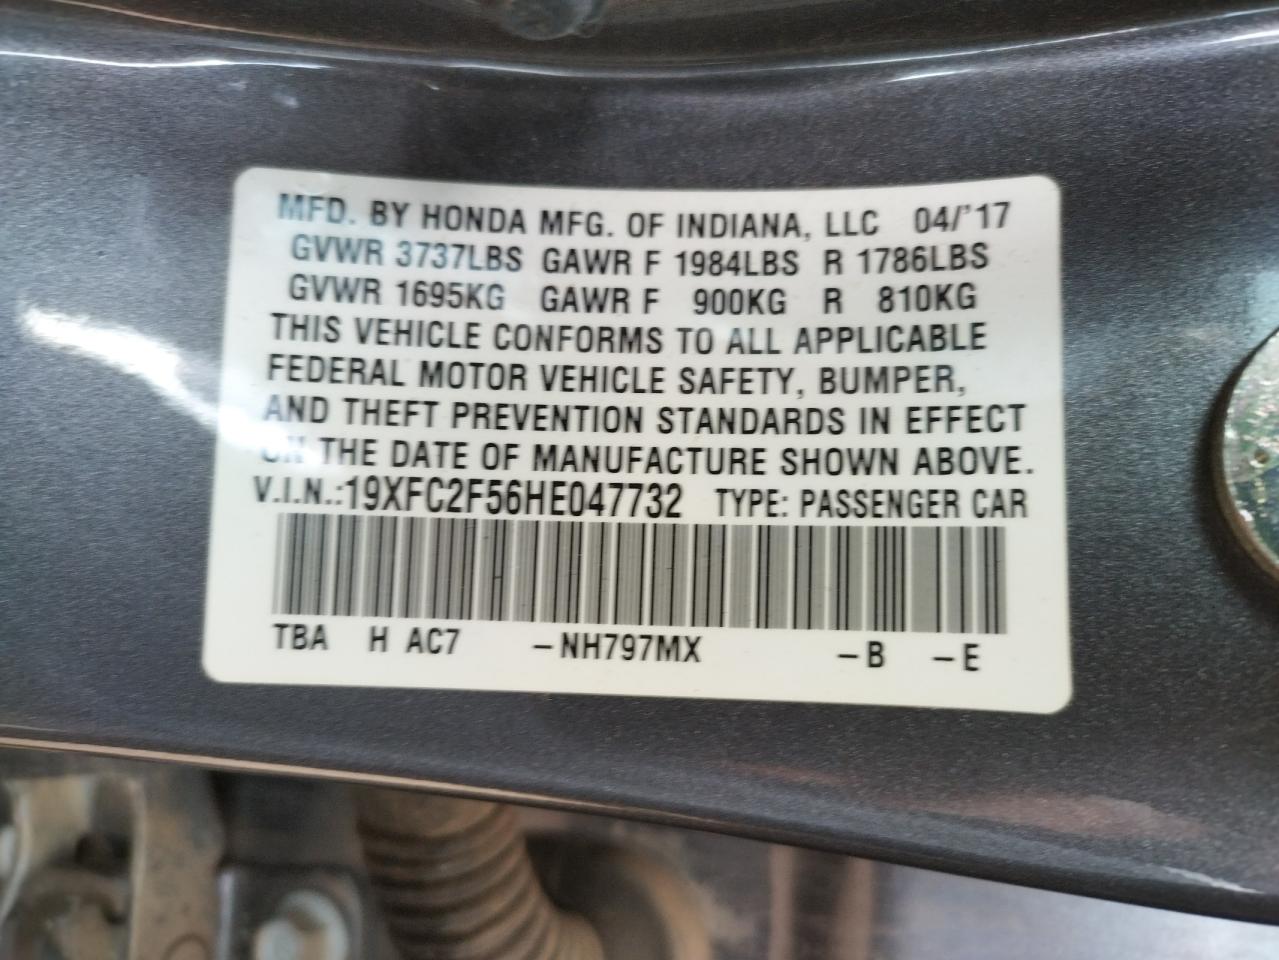 MFD. BY HONDA MFG. OF INDIANA, LLC 04/'17
GVWR 3737LBS GAWR F 1984LBS R 1786LBS
GVWR 1695KG GAWR F 900KG R 810KG
THIS VEHICLE CONFORMS TO ALL APPLICABLE
FEDERAL MOTOR VEHICLE SAFETY, BUMPER,
AND THEFT PREVENTION STANDARDS IN EFFECT
ON THE DATE OF MANUFACTURE SHOWN ABOVE.
V.I.N.:19XFC2F56HE047732 TYPE: PASSENGER CAR
TBA H AC7 –NH797MX –B –E